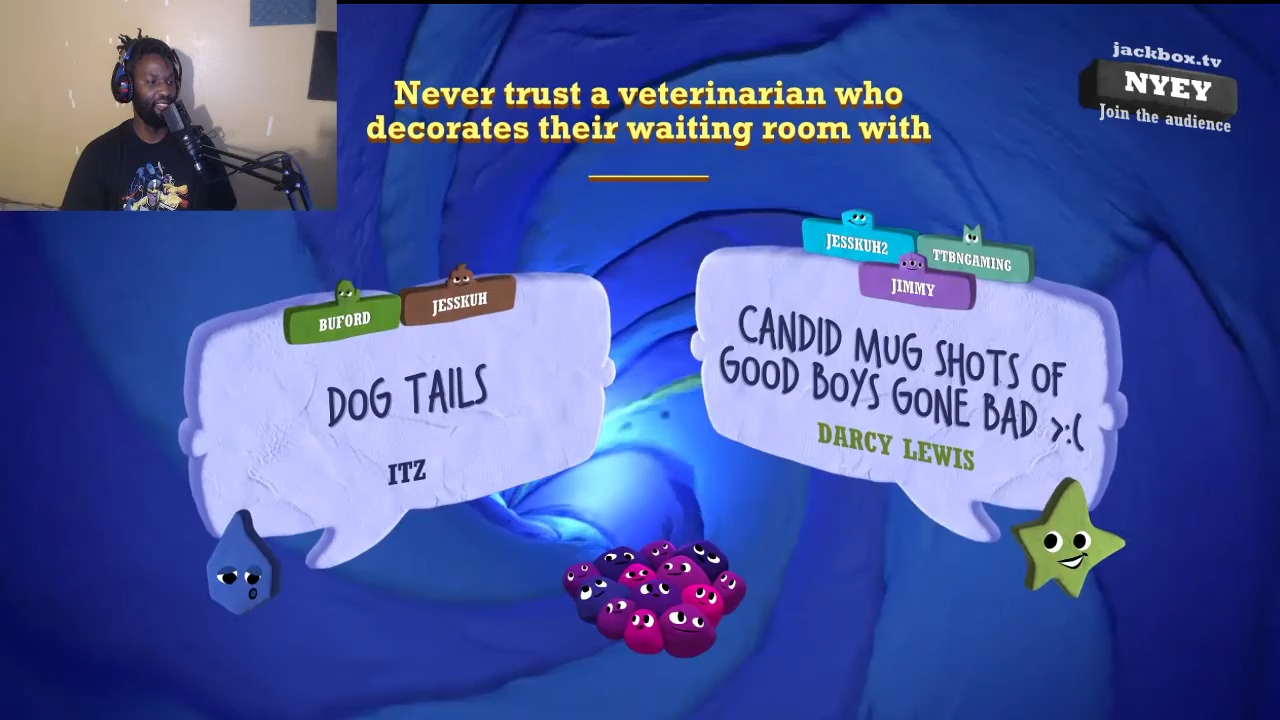 jackbox.tv
NYEY
Join the audience
Never trust a veterinarian who
decorates their waiting room with
BUFORD
JESSKUH
DOG TAILS
ITZ
JESSKUH2
TTBNGAMING
JIMMY
CANDID MUG SHOTS OF
GOOD BOYS GONE BAD >:(
DARCY LEWIS